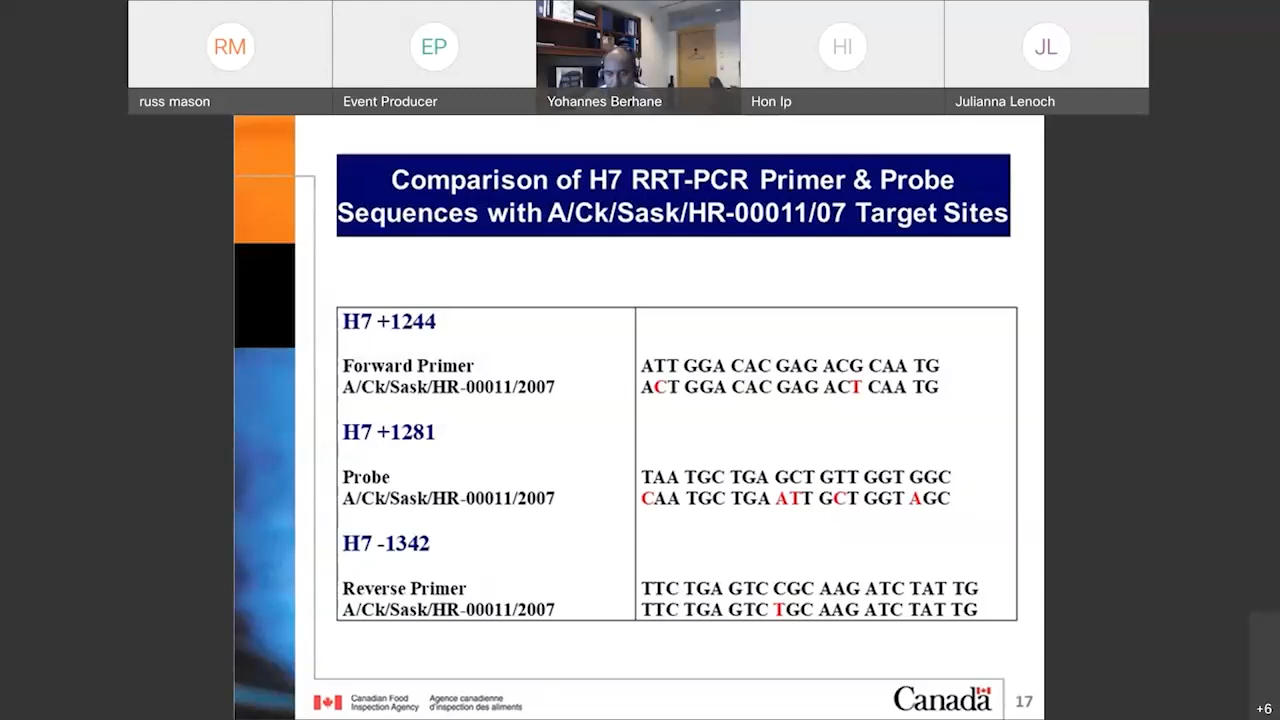 RM
EP
HI
JL
russ mason
Event Producer
Yohannes Berhane
Hon Ip
Julianna Lenoch
Comparison of H7 RRT-PCR Primer & Probe
Sequences with A/Ck/Sask/HR-00011/07 Target Sites
H7 +1244
Forward Primer ATT GGA CAC GAG ACG CAA TG
A/Ck/Sask/HR-00011/2007 ACT GGA CAC GAG ACT CAA TG
H7 +1281
Probe TAA TGC TGA GCT GTT GGT GGC
A/Ck/Sask/HR-00011/2007 CAA TGC TGA ATT GCT GGT AGC
H7 -1342
Reverse Primer TTC TGA GTC CGC AAG ATC TAT TG
A/Ck/Sask/HR-00011/2007 TTC TGA GTC TGC AAG ATC TAT TG
Canadian Food Agence canadienne
Inspection Agency d'inspection des aliments
Canada
17
+6